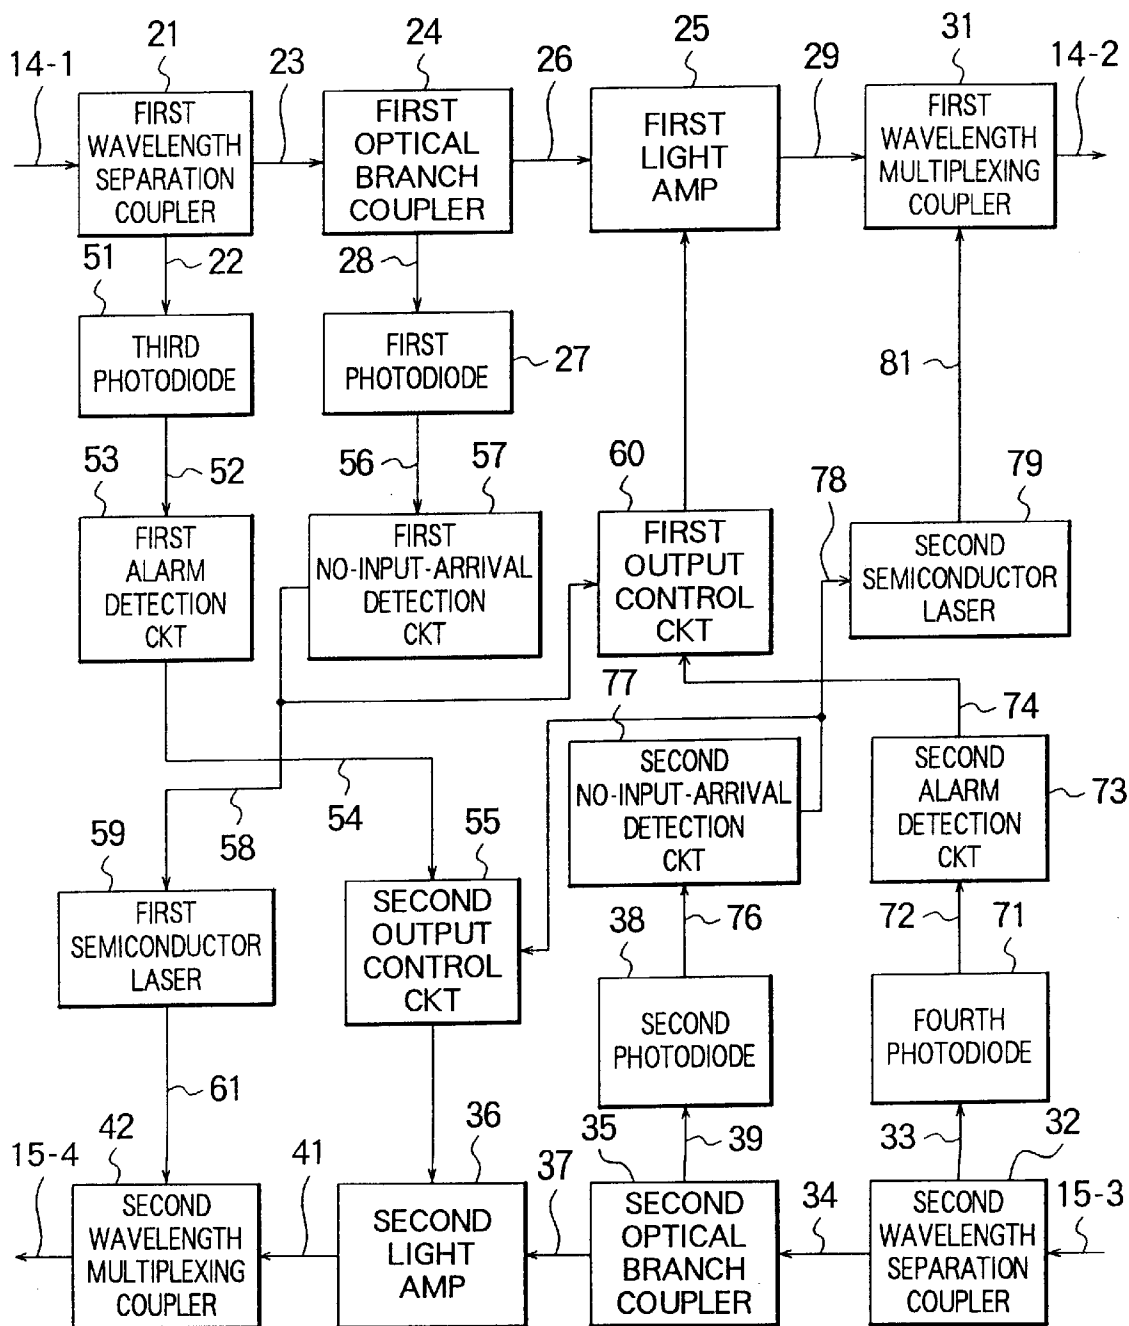 21
24
25
31
14-1
23
26
29
14-2
FIRST
WAVELENGTH
SEPARATION
COUPLER
FIRST
OPTICAL
BRANCH
COUPLER
FIRST
LIGHT
AMP
FIRST
WAVELENGTH
MULTIPLEXING
COUPLER
51
22
28
THIRD
PHOTODIODE
FIRST
PHOTODIODE
27
81
53
52
56
57
60
78
79
FIRST
ALARM
DETECTION
CKT
FIRST
NO-INPUT-ARRIVAL
DETECTION
CKT
FIRST
OUTPUT
CONTROL
CKT
SECOND
SEMICONDUCTOR
LASER
77
74
58
54
SECOND
NO-INPUT-ARRIVAL
DETECTION
CKT
SECOND
ALARM
DETECTION
CKT
73
59
55
FIRST
SEMICONDUCTOR
LASER
SECOND
OUTPUT
CONTROL
CKT
38
76
72
71
SECOND
PHOTODIODE
FOURTH
PHOTODIODE
61
15-4
42
41
36
37
35
39
34
33
32
15-3
SECOND
WAVELENGTH
MULTIPLEXING
COUPLER
SECOND
LIGHT
AMP
SECOND
OPTICAL
BRANCH
COUPLER
SECOND
WAVELENGTH
SEPARATION
COUPLER